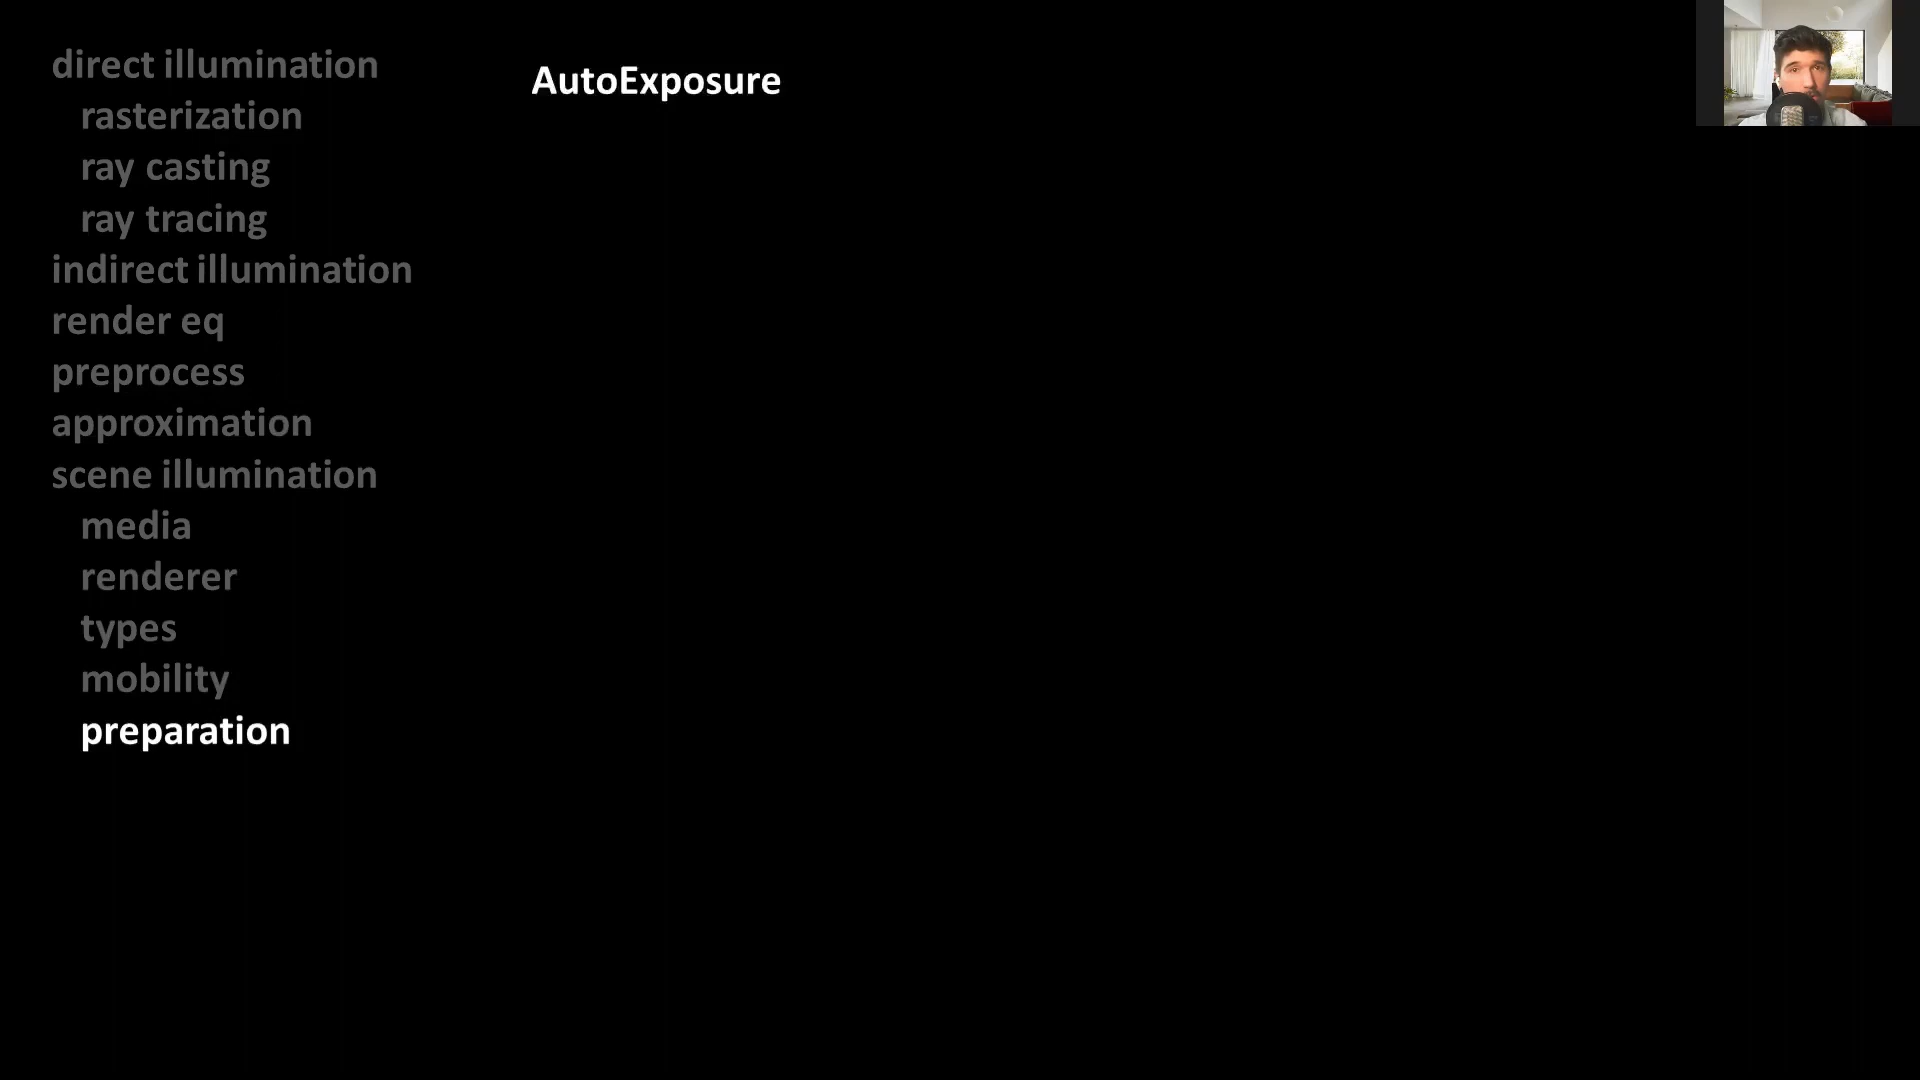 direct illumination
rasterization
ray casting
ray tracing
indirect illumination
render eq
preprocess
approximation
scene illumination
media
renderer
types
mobility
preparation
AutoExposure